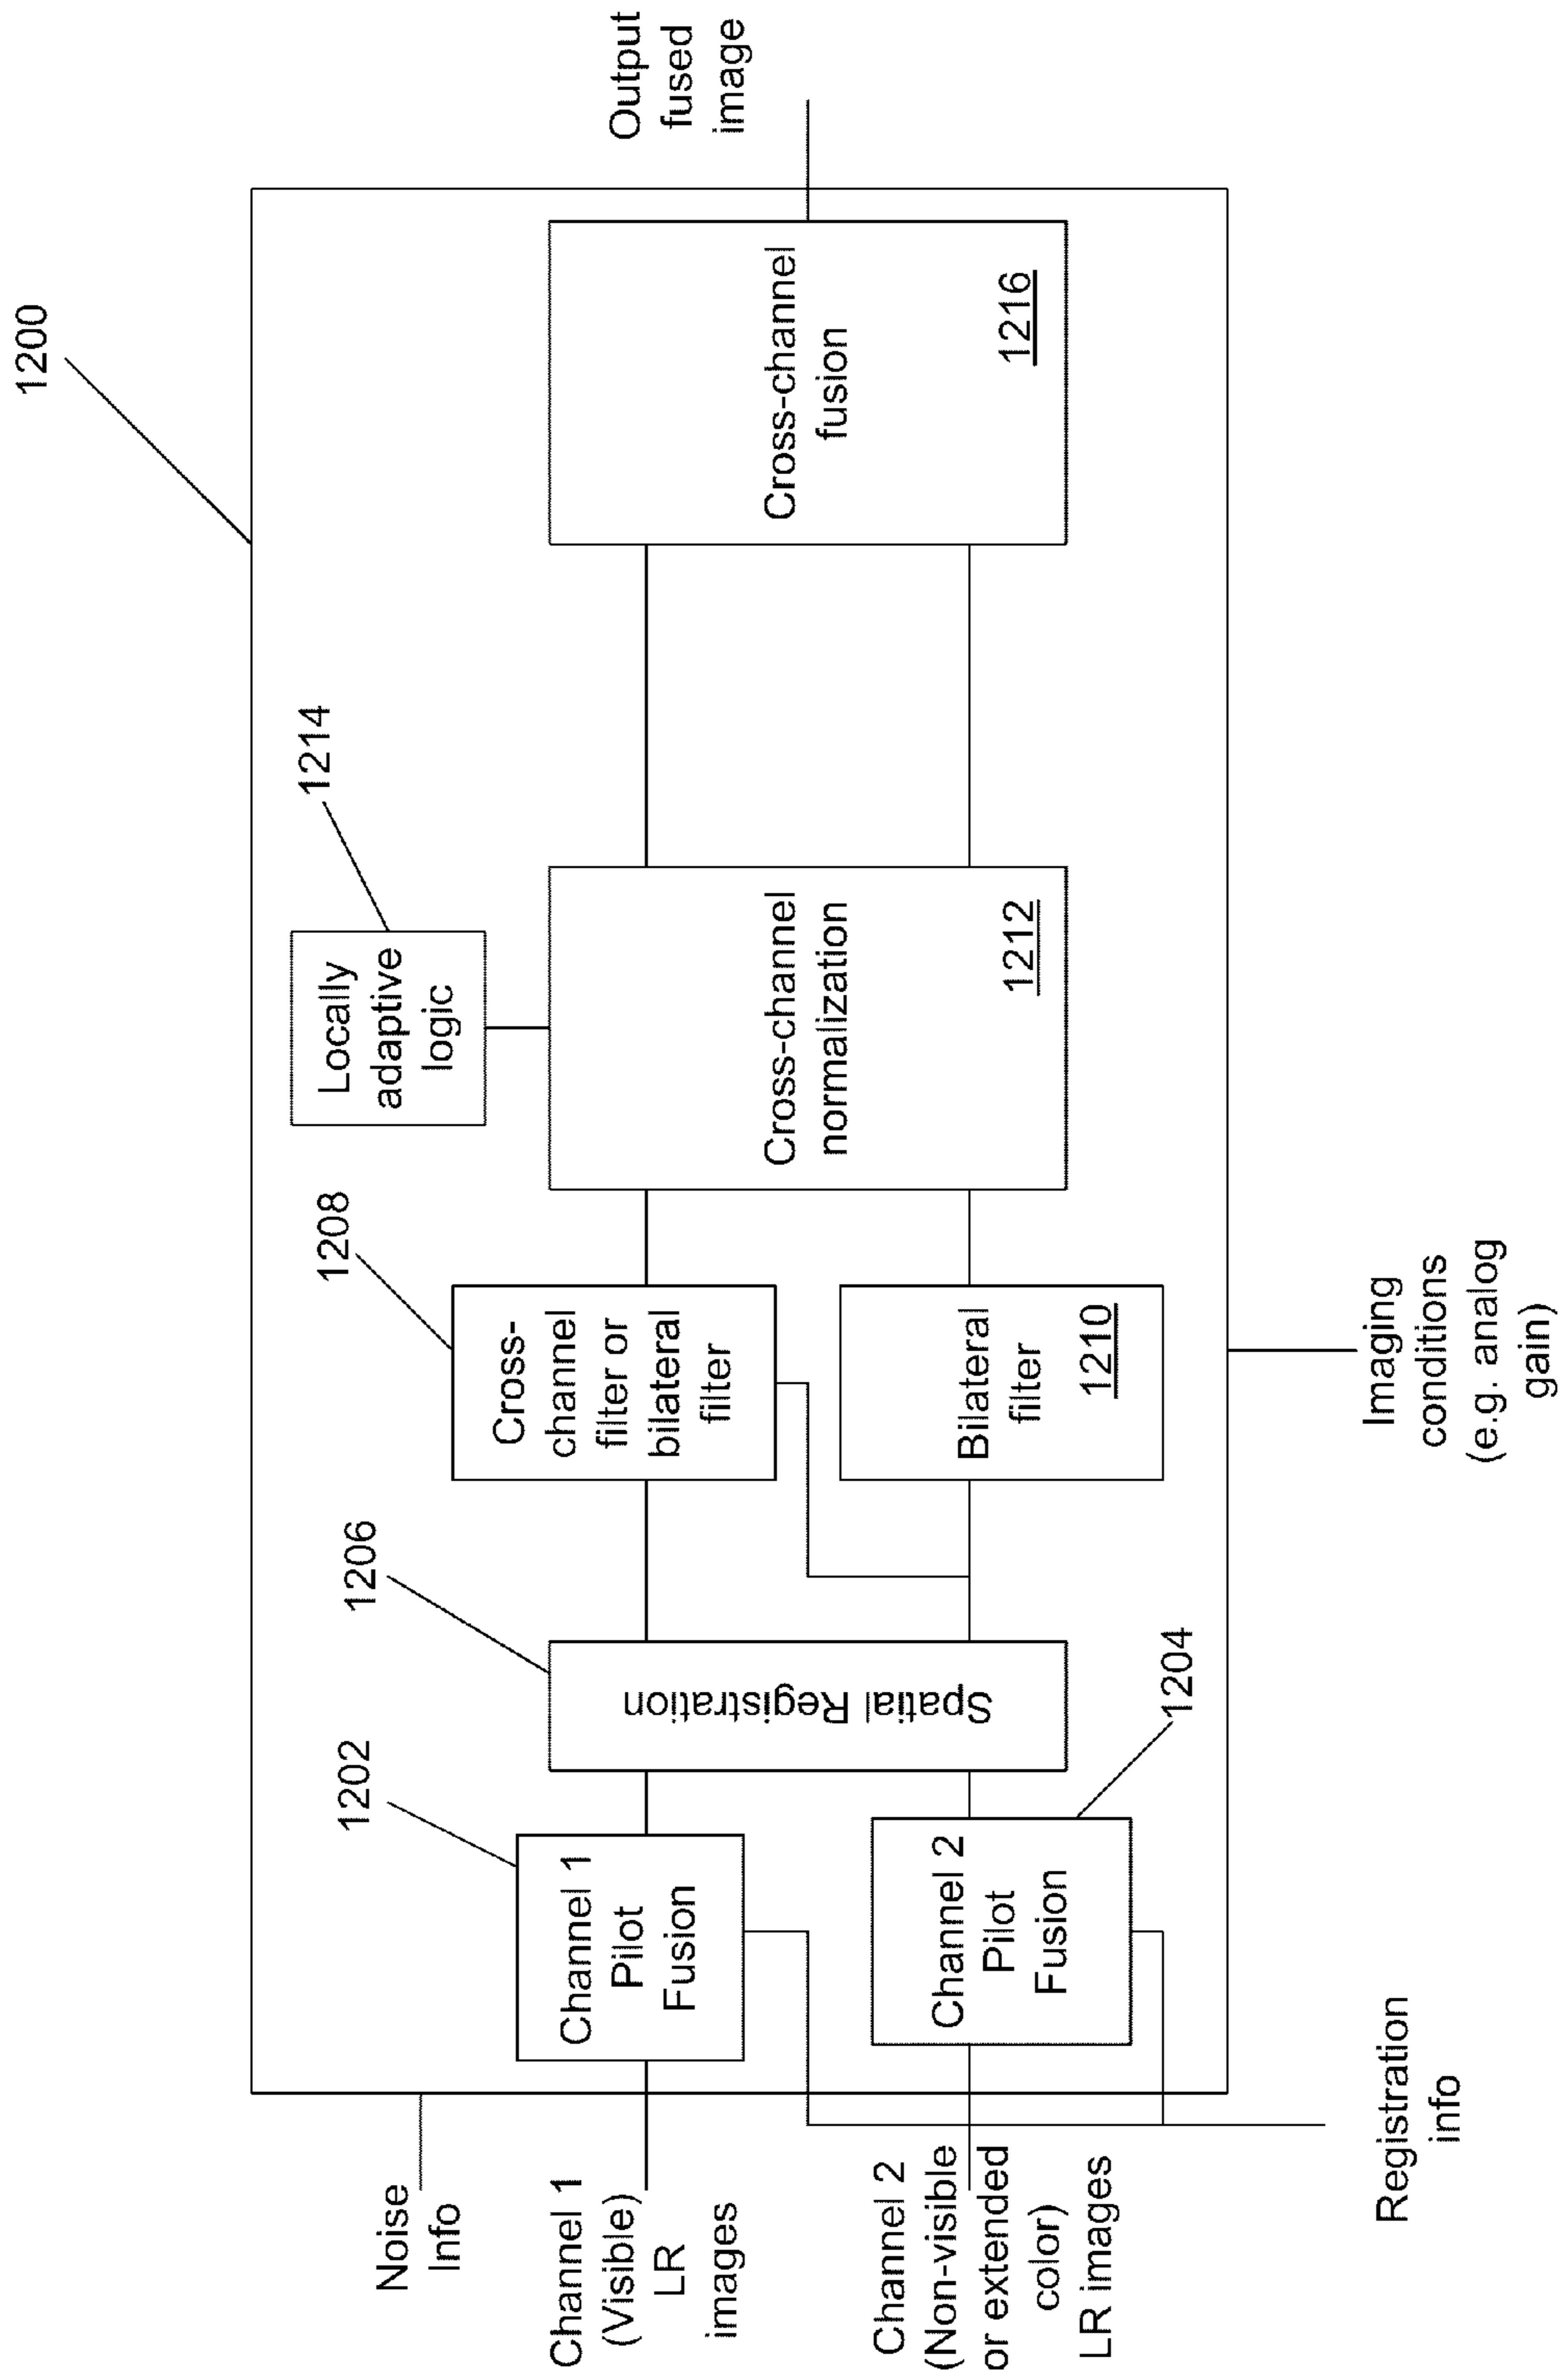 1200
Noise
Info
Channel 1
(Visible)
LR
images
Channel 2
(Non-visible
or extended
color)
LR images
Registration
info
1202
Channel 1
Pilot
Fusion
Channel 2
Pilot
Fusion
1204
1206
Spatial Registration
1208
Cross-
channel
filter or
bilateral
filter
Bilateral
filter
1210
Imaging
conditions
(e.g. analog
gain)
1214
Locally
adaptive
logic
Cross-channel
normalization
1212
Cross-channel
fusion
1216
Output
fused
image